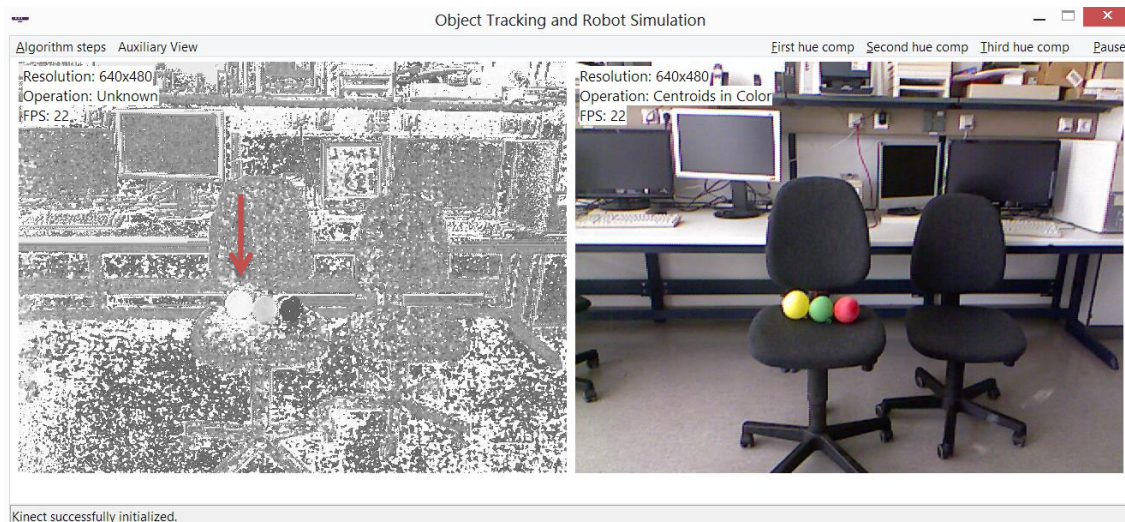 Object Tracking and Robot Simulation
Algorithm steps Auxiliary View First hue comp Second hue comp Third hue comp Pause
Resolution: 640x480
Operation: Unknown
FPS: 22
Resolution: 640x480
Operation: Centroids in Color
FPS: 22
Kinect successfully initialized.